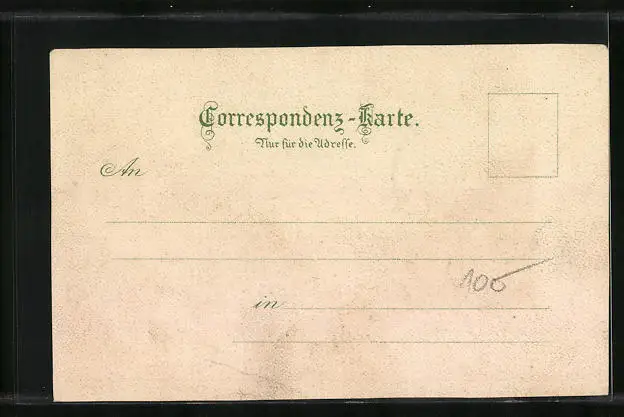 Correspondenz-Karte.
Nur für die Adresse.
An
100
in